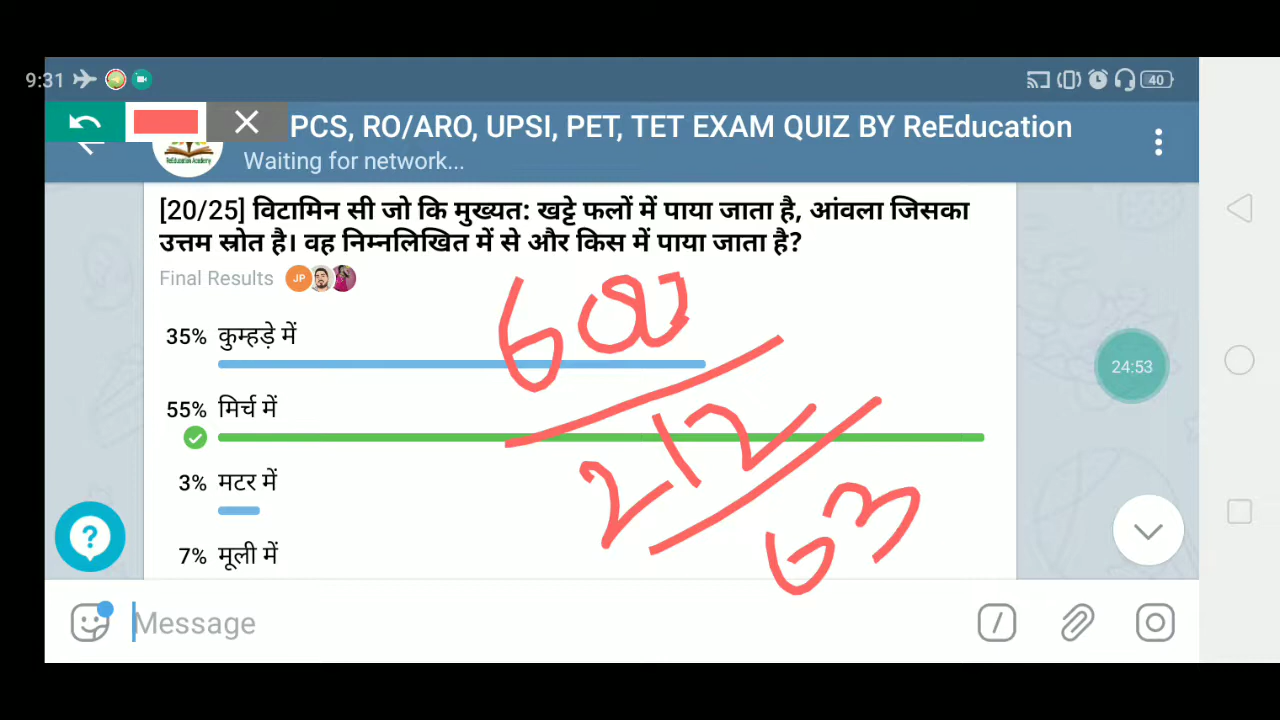 9:31
40
PCS, RO/ARO, UPSI, PET, TET EXAM QUIZ BY ReEducation
Waiting for network...
ReEducation Academy
[20/25] विटामिन सी जो कि मुख्यत: खट्टे फलों में पाया जाता है, आंवला जिसका
उत्तम स्रोत है। वह निम्नलिखित में से और किस में पाया जाता है?
Final Results
JP
600
35% कुम्हड़े में
24:53
55% मिर्च में
212
3% मटर में
63
7% मूली में
Message